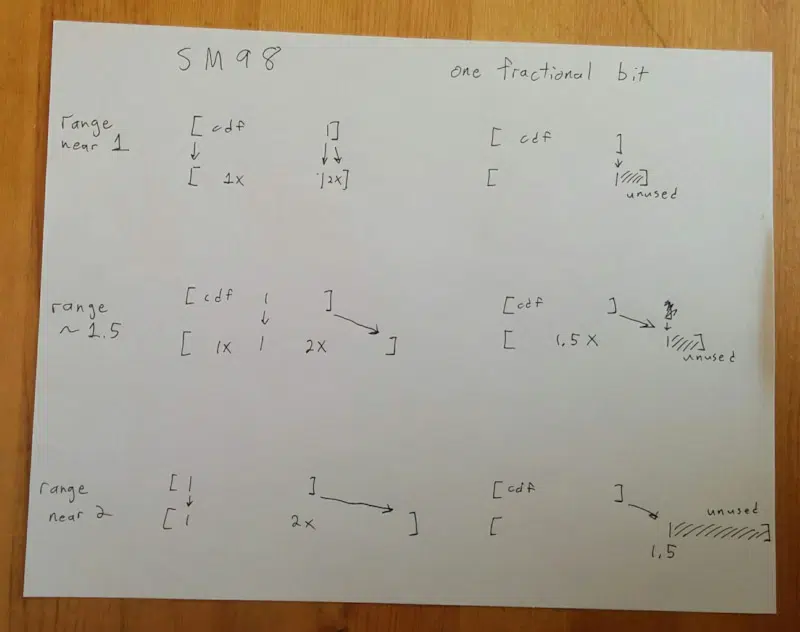 SM98
one fractional bit
range
near 1
[ cdf | ]
[ 1x | 2x ]
[ cdf ]
[ | ]
unused
range
~ 1.5
[ cdf | ]
[ 1x | 2x ]
[ cdf ]
[ 1.5 x | ]
unused
range
near 2
[ | ]
[ | 2x ]
[ cdf ]
unused
[ | ]
1.5